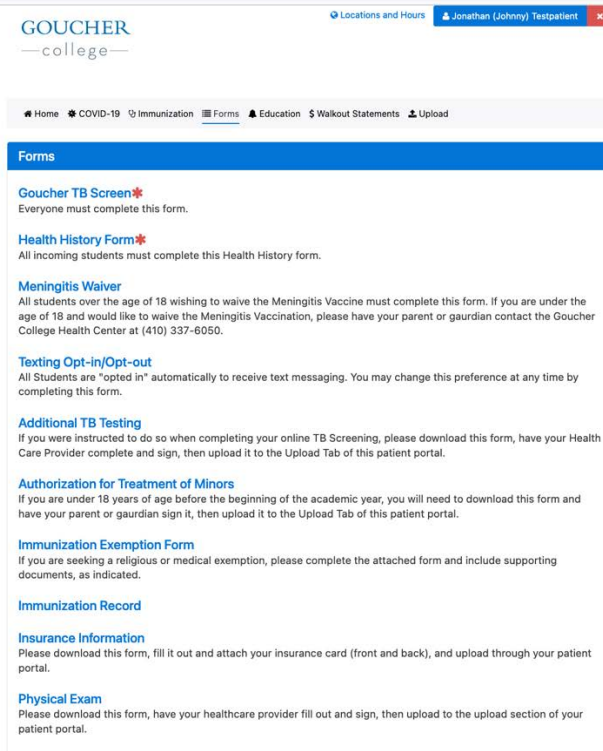 GOUCHER
college
Locations and Hours
Jonathan (Johnny) Testpatient
Home COVID-19 Immunization Forms Education $ Walkout Statements Upload
Forms
Goucher TB Screen*
Everyone must complete this form.
Health History Form*
All incoming students must complete this Health History form.
Meningitis Waiver
All students over the age of 18 wishing to waive the Meningitis Vaccine must complete this form. If you are under the
age of 18 and would like to waive the Meningitis Vaccination, please have your parent or gaurdian contact the Goucher
College Health Center at (410) 337-6050.
Texting Opt-in/Opt-out
All Students are "opted in" automatically to receive text messaging. You may change this preference at any time by
completing this form.
Additional TB Testing
If you were instructed to do so when completing your online TB Screening, please download this form, have your Health
Care Provider complete and sign, then upload it to the Upload Tab of this patient portal.
Authorization for Treatment of Minors
If you are under 18 years of age before the beginning of the academic year, you will need to download this form and
have your parent or gaurdian sign it, then upload it to the Upload Tab of this patient portal.
Immunization Exemption Form
If you are seeking a religious or medical exemption, please complete the attached form and include supporting
documents, as indicated.
Immunization Record
Insurance Information
Please download this form, fill it out and attach your insurance card (front and back), and upload through your patient
portal.
Physical Exam
Please download this form, have your healthcare provider fill out and sign, then upload to the upload section of your
patient portal.